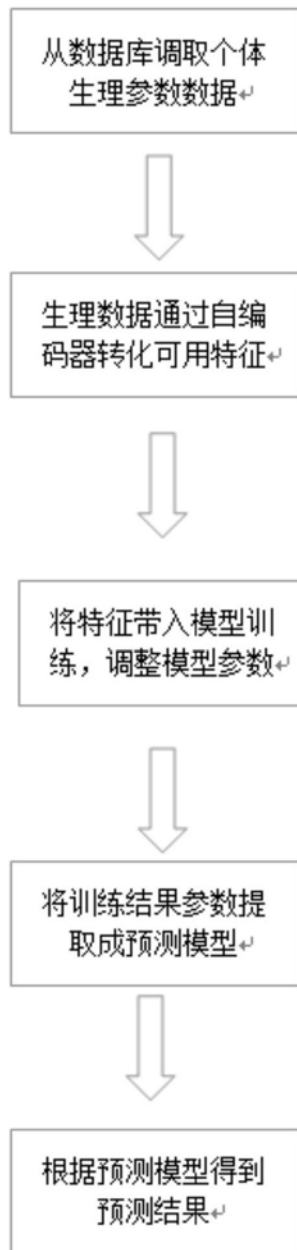 从数据库调取个体
生理参数数据↵
生理数据通过自编
码器转化可用特征↵
将特征带入模型训
练，调整模型参数↵
将训练结果参数提
取成预测模型↵
根据预测模型得到
预测结果↵